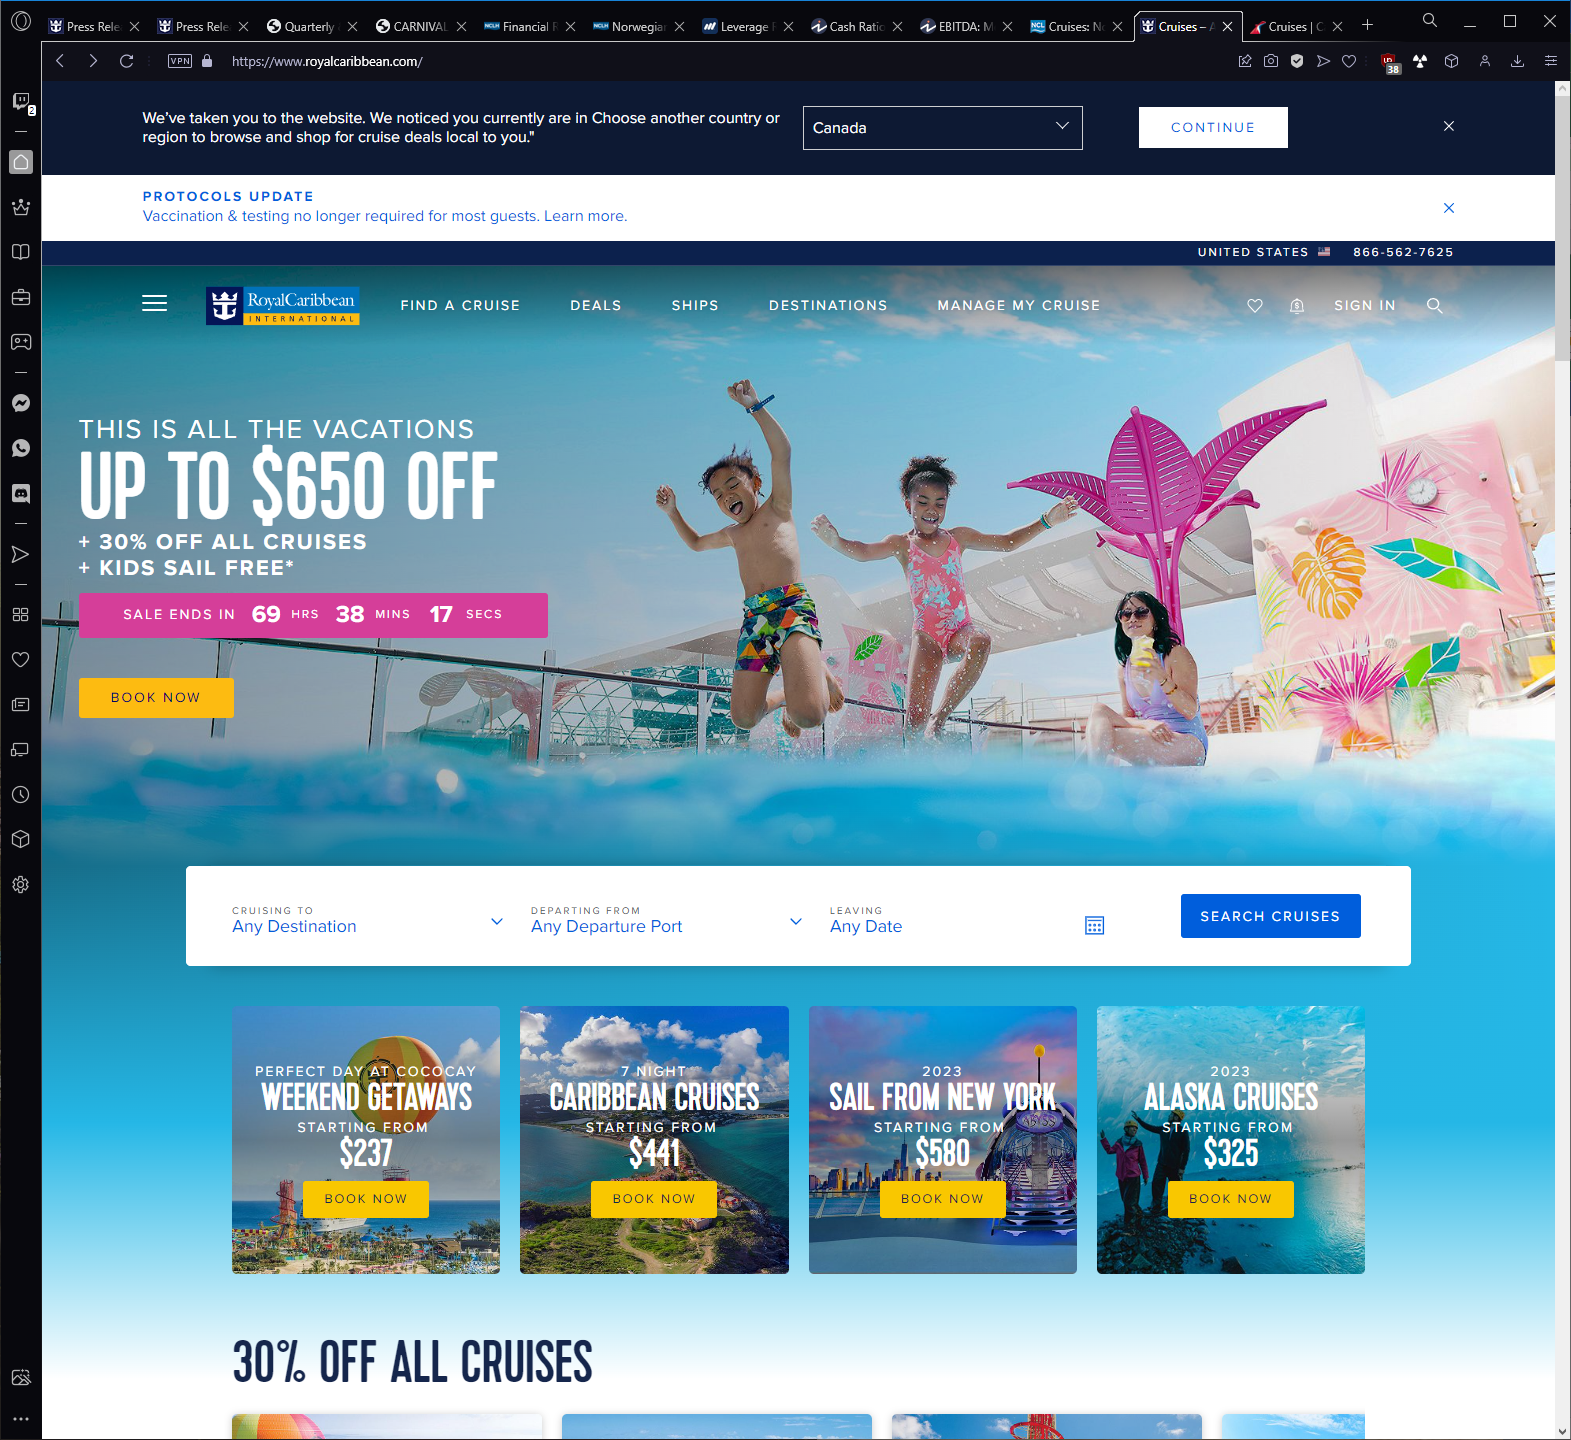 Press Rele
Press Rele
Quarterly
CARNIVAL
Financial R
Norwegian
Leverage
Cash Ratio
EBITDA: M
Cruises: N
Cruises – A
Cruises | C
VPN
https://www.royalcaribbean.com/
38
2
We've taken you to the website. We noticed you currently are in Choose another country or
region to browse and shop for cruise deals local to you."
Canada
CONTINUE
PROTOCOLS UPDATE
Vaccination & testing no longer required for most guests. Learn more.
UNITED STATES
866-562-7625
RoyalCaribbean
INTERNATIONAL
FIND A CRUISE
DEALS
SHIPS
DESTINATIONS
MANAGE MY CRUISE
SIGN IN
THIS IS ALL THE VACATIONS
UP TO $650 OFF
+ 30% OFF ALL CRUISES
+ KIDS SAIL FREE*
SALE ENDS IN 69 HRS 38 MINS 17 SECS
BOOK NOW
CRUISING TO
Any Destination
DEPARTING FROM
Any Departure Port
LEAVING
Any Date
SEARCH CRUISES
PERFECT DAY AT COCOCAY
WEEKEND GETAWAYS
STARTING FROM
$237
BOOK NOW
7 NIGHT
CARIBBEAN CRUISES
STARTING FROM
$441
BOOK NOW
2023
SAIL FROM NEW YORK
STARTING FROM
$580
BOOK NOW
ABYSS
2023
ALASKA CRUISES
STARTING FROM
$325
BOOK NOW
30% OFF ALL CRUISES